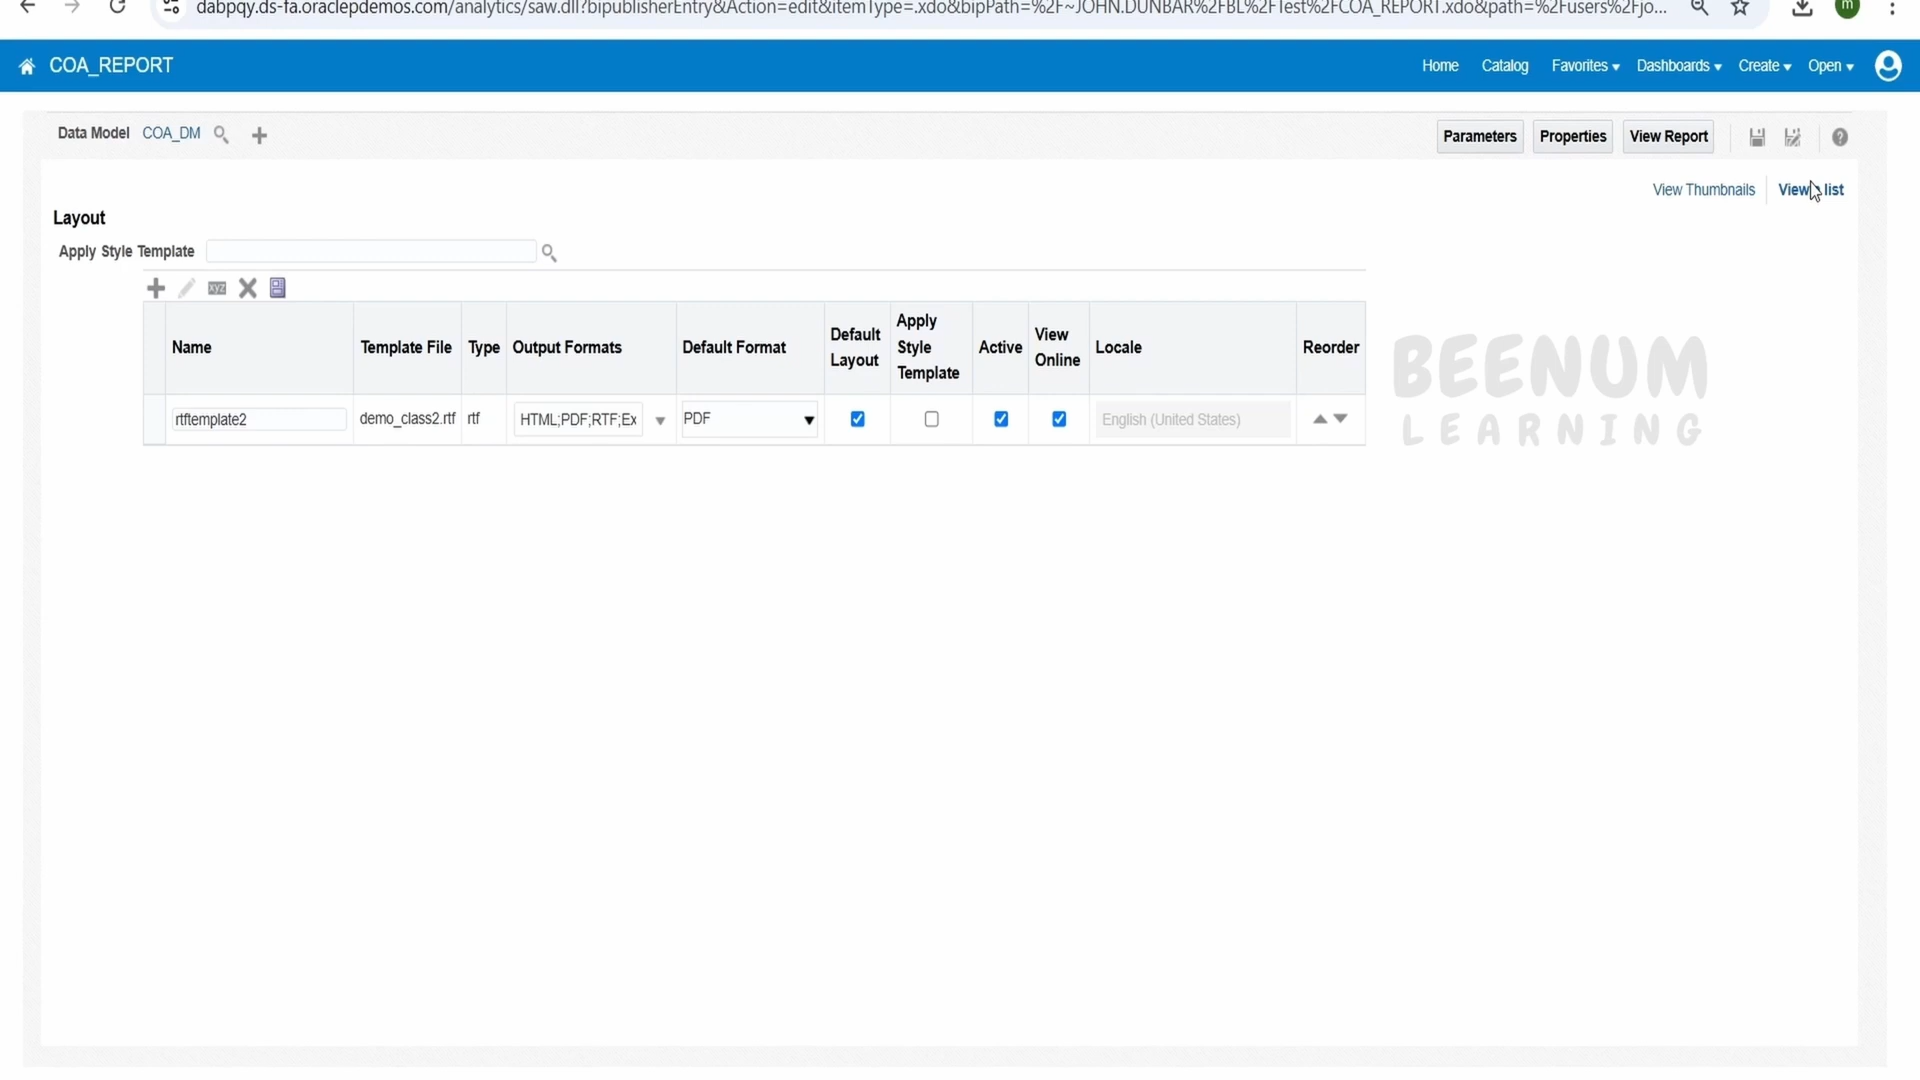 dabpqy.ds-fa.oraclepdemos.com/analytics/saw.dll?bipublisherEntry&Action=edit&itemType=.xdo&bipPath=%2F~JOHN.DUNBAR%2FBL%2FTest%2FCOA_REPORT.xdo&path=%2Fusers%2Fjo...
m
COA_REPORT
Home Catalog Favorites Dashboards Create Open
Data Model COA_DM
Parameters Properties View Report
View Thumbnails View list
Layout
Apply Style Template
xyz
Name Template File Type Output Formats Default Format Default Layout Apply Style Template Active View Online Locale Reorder
rtftemplate2 demo_class2.rtf rtf HTML;PDF;RTF;Ex PDF English (United States)
BEENUM
LEARNING